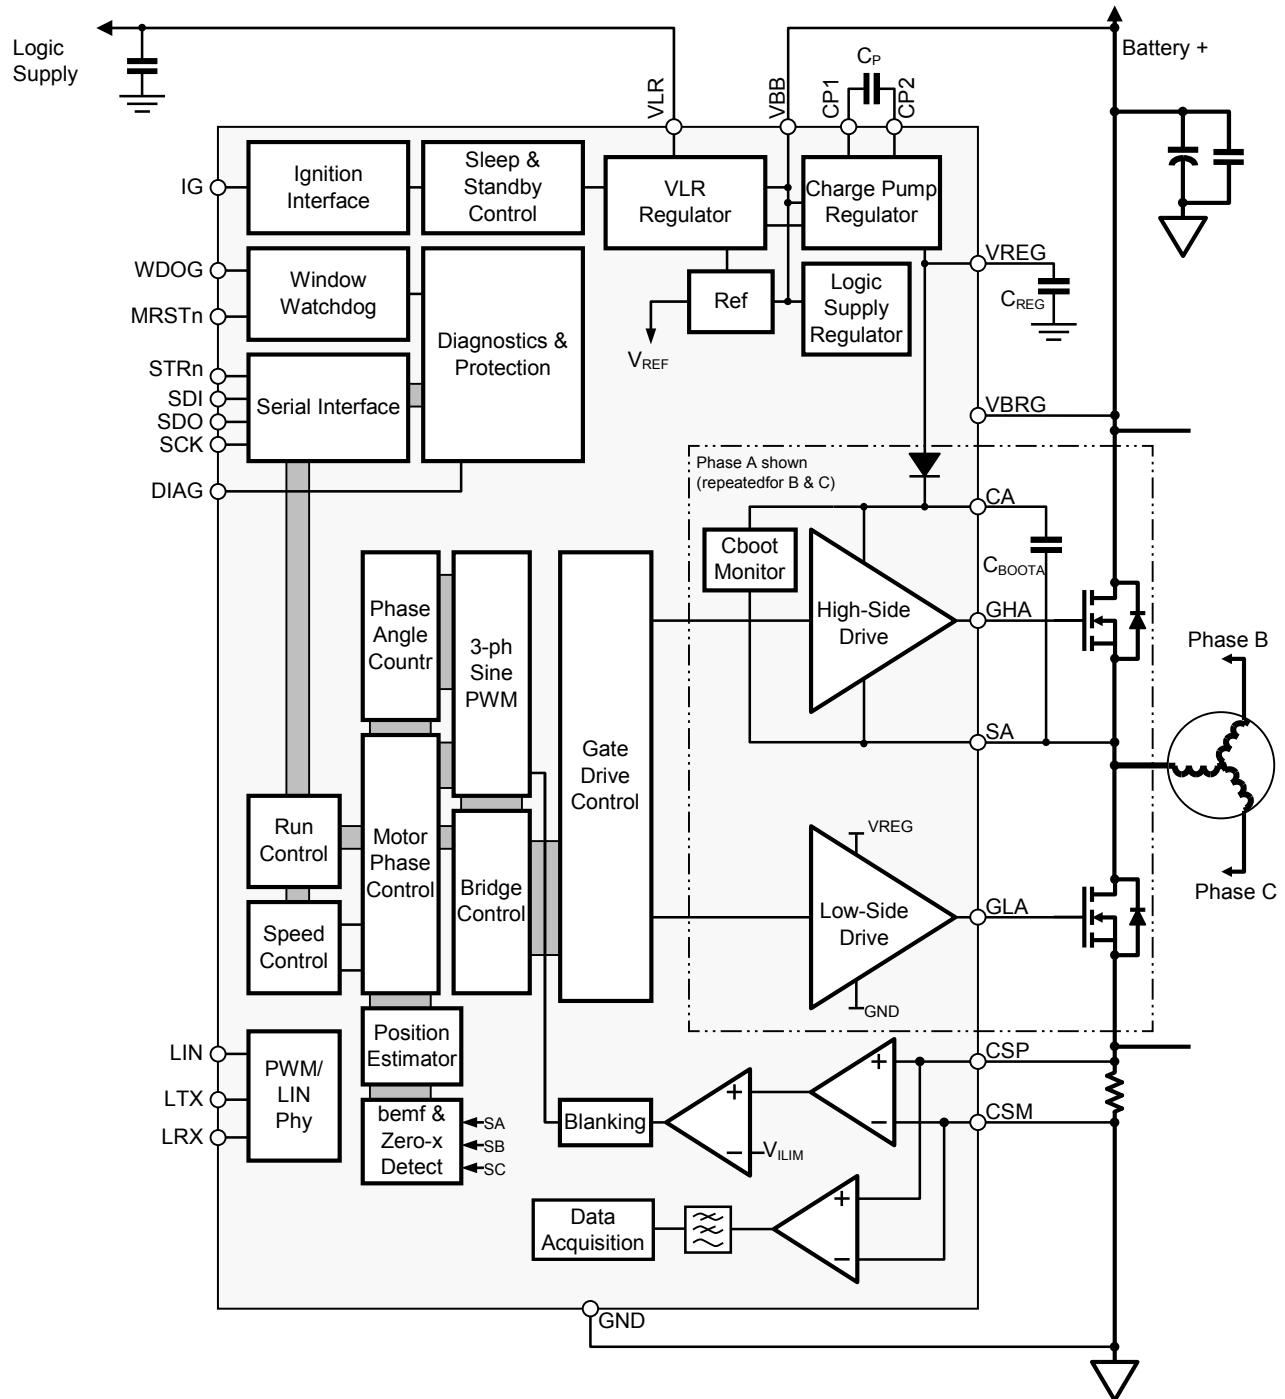 Logic
Supply
Battery +
VLR
VBB
CP1
CP
CP2
IG
Ignition
Interface
Sleep &
Standby
Control
VLR
Regulator
Charge Pump
Regulator
WDOG
MRSTn
Window
Watchdog
Diagnostics &
Protection
Ref
VREF
Logic
Supply
Regulator
VREG
CREG
STRn
SDI
SDO
SCK
Serial Interface
VBRG
DIAG
Phase A shown
(repeatedfor B & C)
CA
Cboot
Monitor
CBOOTA
High-Side
Drive
GHA
SA
Phase Angle
Countr
3-ph
Sine
PWM
Gate
Drive
Control
Phase B
Phase C
Run
Control
Motor
Phase
Control
Bridge
Control
Speed
Control
VREG
Low-Side
Drive
GND
GLA
Position
Estimator
LIN
LTX
LRX
PWM/
LIN
Phy
bemf &
Zero-x
Detect
SA
SB
SC
Blanking
+
−
VILIM
+
−
CSP
CSM
Data
Acquisition
+
−
GND